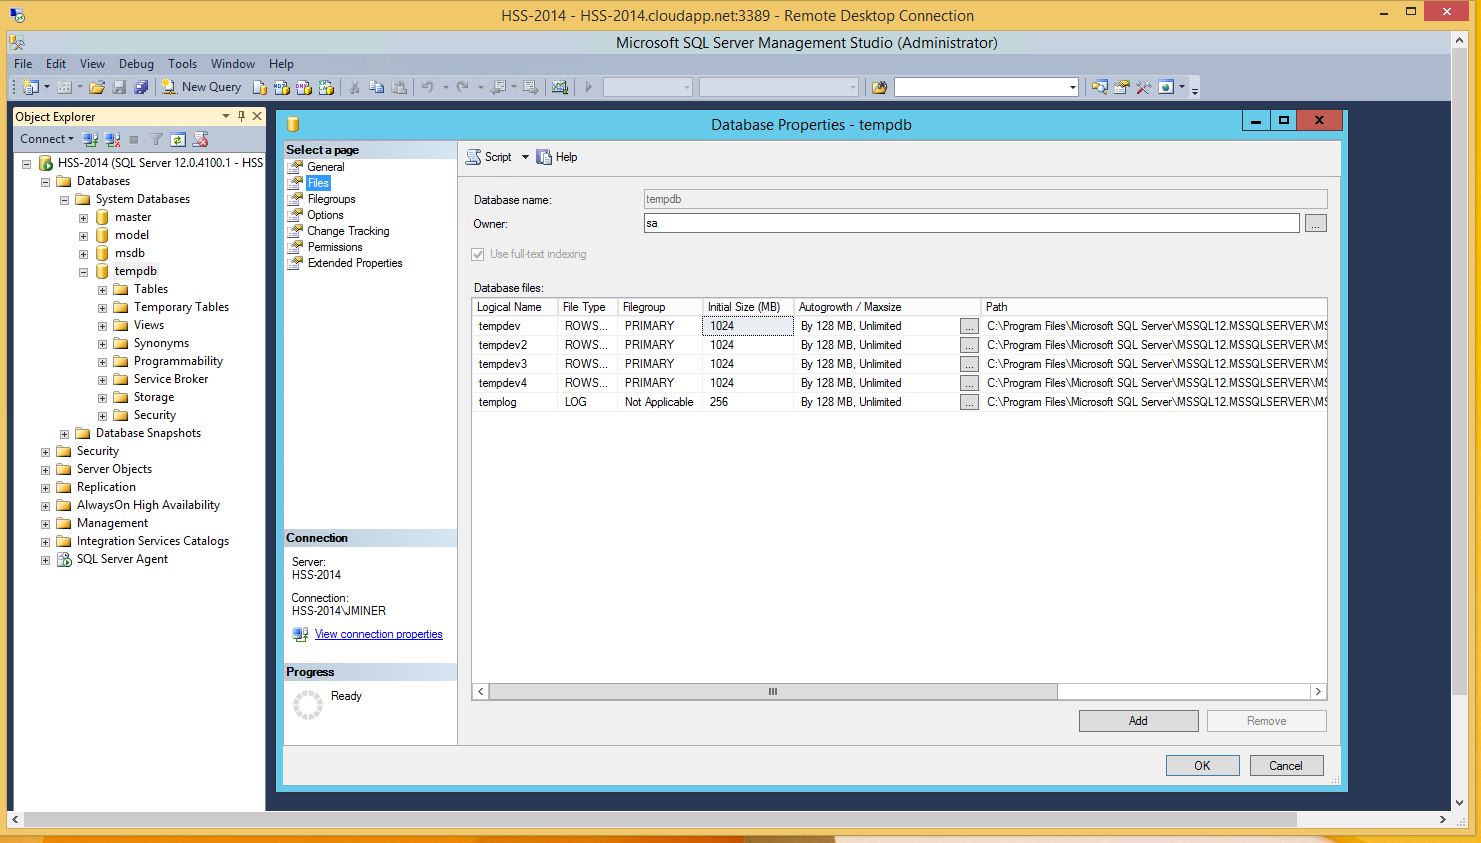 HSS-2014 - HSS-2014.cloudapp.net:3389 - Remote Desktop Connection
Microsoft SQL Server Management Studio (Administrator)
File Edit View Debug Tools Window Help
New Query
Object Explorer
Connect
HSS-2014 (SQL Server 12.0.4100.1 - HSS
Databases
System Databases
master
model
msdb
tempdb
Tables
Temporary Tables
Views
Synonyms
Programmability
Service Broker
Storage
Security
Database Snapshots
Security
Server Objects
Replication
AlwaysOn High Availability
Management
Integration Services Catalogs
SQL Server Agent
Database Properties - tempdb
Select a page
General
Files
Filegroups
Options
Change Tracking
Permissions
Extended Properties
Connection
Server:
HSS-2014
Connection:
HSS-2014\JMINER
View connection properties
Progress
Ready
Script Help
Database name: tempdb
Owner: sa ...
Use full-text indexing
Database files:
Logical Name File Type Filegroup Initial Size (MB) Autogrowth / Maxsize Path
tempdev ROWS... PRIMARY 1024 By 128 MB, Unlimited ... C:\Program Files\Microsoft SQL Server\MSSQL12.MSSQLSERVER\MS
tempdev2 ROWS... PRIMARY 1024 By 128 MB, Unlimited ... C:\Program Files\Microsoft SQL Server\MSSQL12.MSSQLSERVER\MS
tempdev3 ROWS... PRIMARY 1024 By 128 MB, Unlimited ... C:\Program Files\Microsoft SQL Server\MSSQL12.MSSQLSERVER\MS
tempdev4 ROWS... PRIMARY 1024 By 128 MB, Unlimited ... C:\Program Files\Microsoft SQL Server\MSSQL12.MSSQLSERVER\MS
templog LOG Not Applicable 256 By 128 MB, Unlimited ... C:\Program Files\Microsoft SQL Server\MSSQL12.MSSQLSERVER\MS
Add Remove
OK Cancel